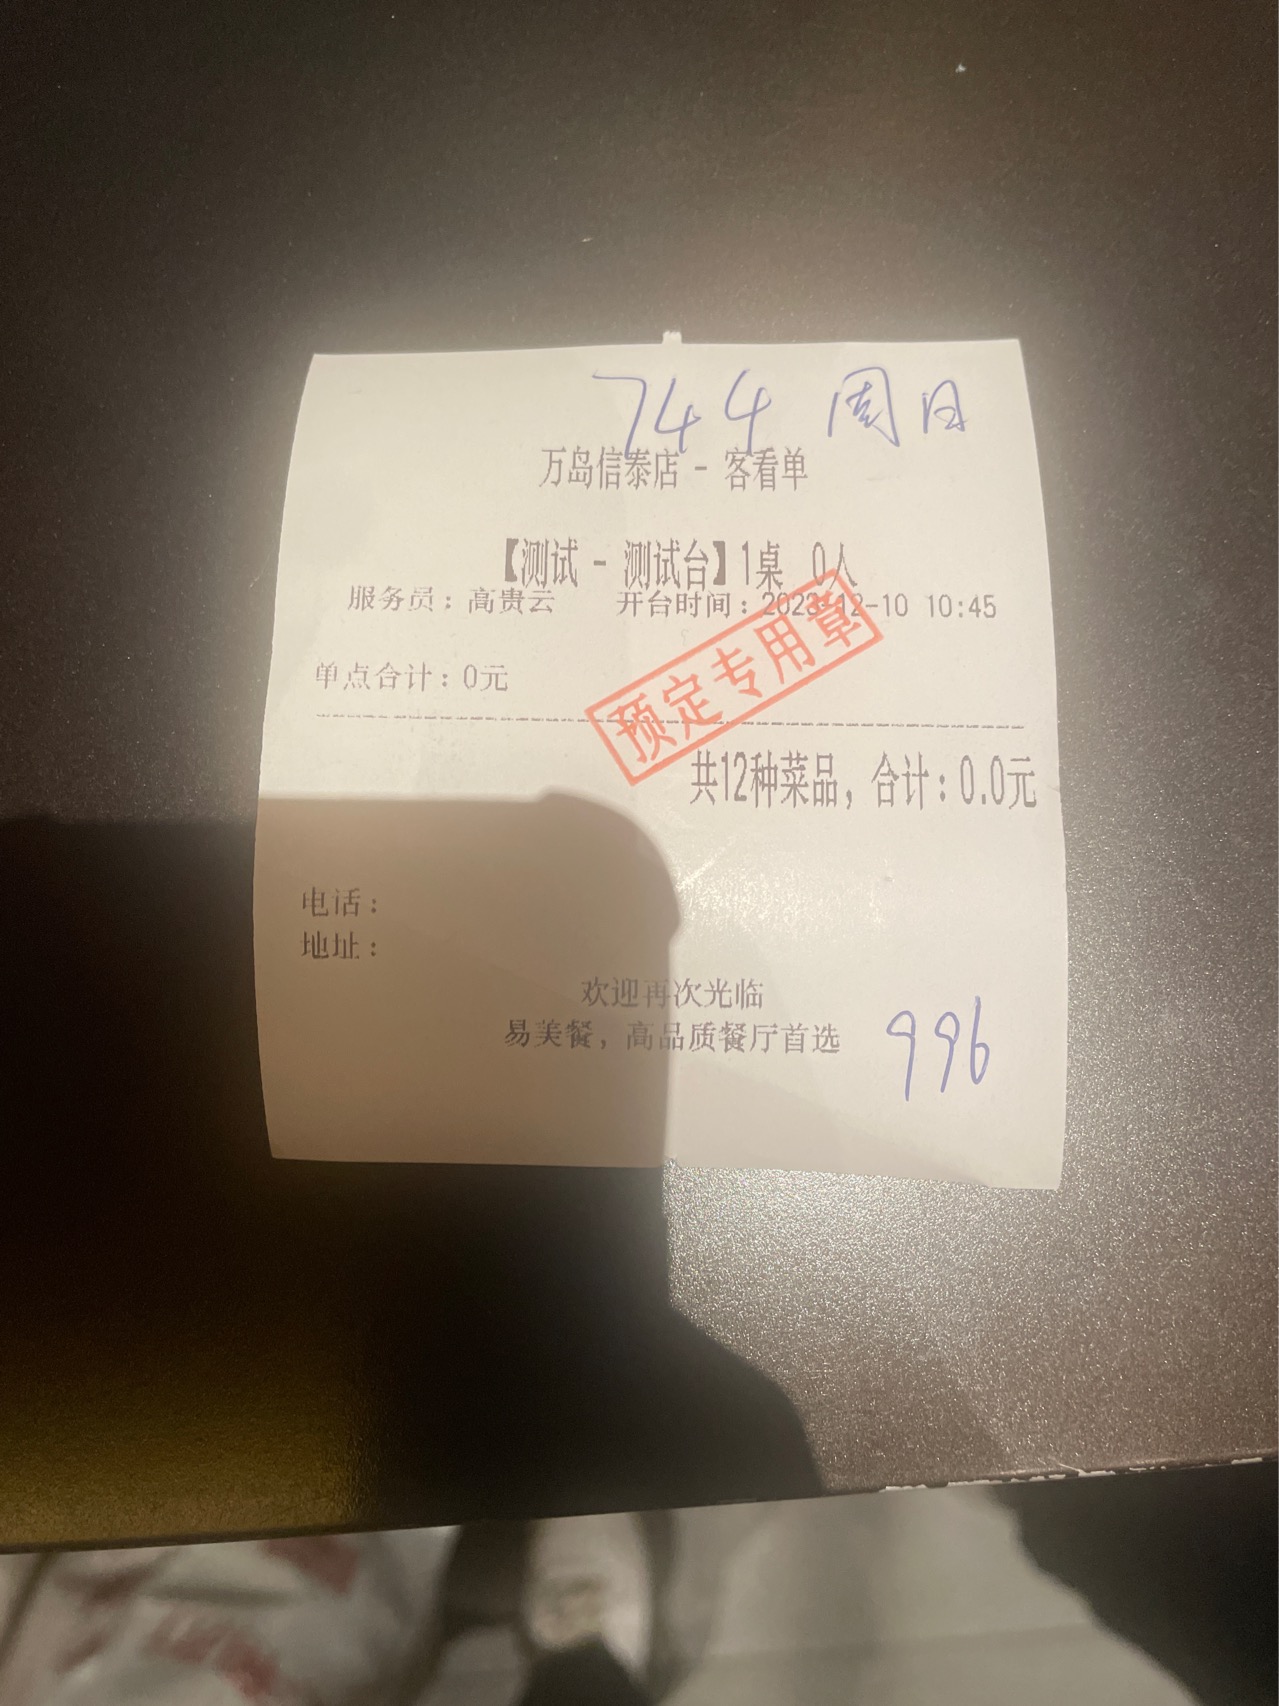 744 周日
万岛信泰店 - 客看单
【测试 - 测试台】1桌 0人
服务员：高贵云 开台时间：2023-12-10 10:45
单点合计：0元
预定专用章
共12种菜品，合计：0.0元
电话：
地址：
欢迎再次光临
易美餐，高品质餐厅首选
996